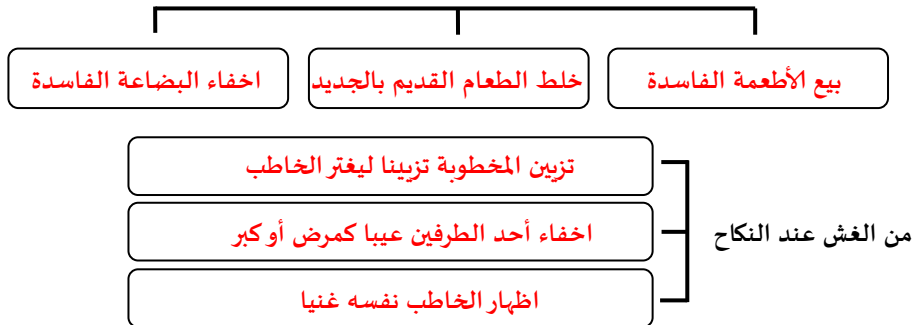 بيع الأطعمة الفاسدة
خلط الطعام القديم بالجديد
اخفاء البضاعة الفاسدة
من الغش عند النكاح
تزيين المخطوبة تزيينا ليغتر الخاطب
اخفاء أحد الطرفين عيبا كمرض أو كبر
اظهار الخاطب نفسه غنيا